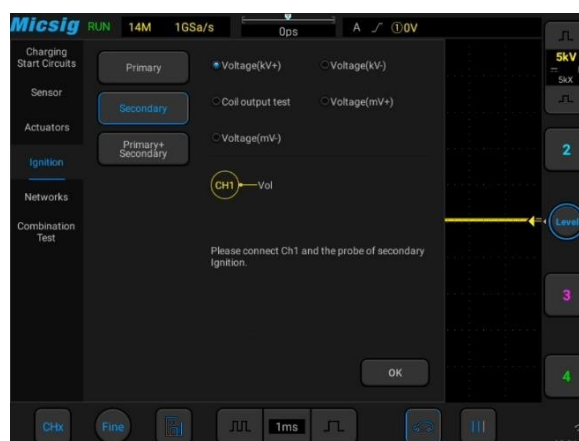 Micsig RUN 14M 1GSa/s 0ps A ①0V
Charging
Start Circuits
Sensor
Actuators
Ignition
Networks
Combination
Test
Primary
Secondary
Primary+
Secondary
Voltage(kV+)
Voltage(kV-)
Coil output test
Voltage(mV+)
Voltage(mV-)
CH1 Vol
Please connect Ch1 and the probe of secondary
Ignition.
OK
5kV
5kX
2
Level
3
4
CHx
Fine
1ms